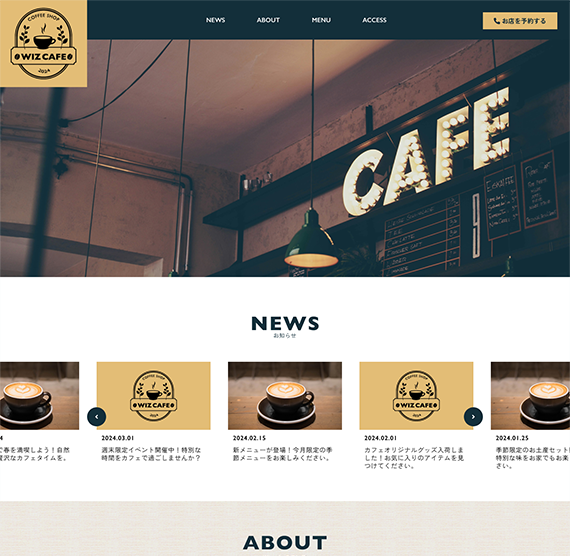 COFFEE SHOP
WIZ CAFE
2024
NEWS
ABOUT
MENU
ACCESS
お店を予約する
CAFE
NEWS
お知らせ
COFFEE SHOP
WIZ CAFE
2024
COFFEE SHOP
WIZ CAFE
2024
4
で春を満喫しよう！自然
贅沢なカフェタイムを。
2024.03.01
週末限定イベント開催中！特別な
時間をカフェで過ごしませんか？
2024.02.15
新メニューが登場！今月限定の季
節メニューをお楽しみください。
2024.02.01
カフェオリジナルグッズ入荷しま
した！お気に入りのアイテムを見
つけてください。
2024.01.25
季節限定のお土産セット
特別な味をお家でもお楽
さい。
ABOUT